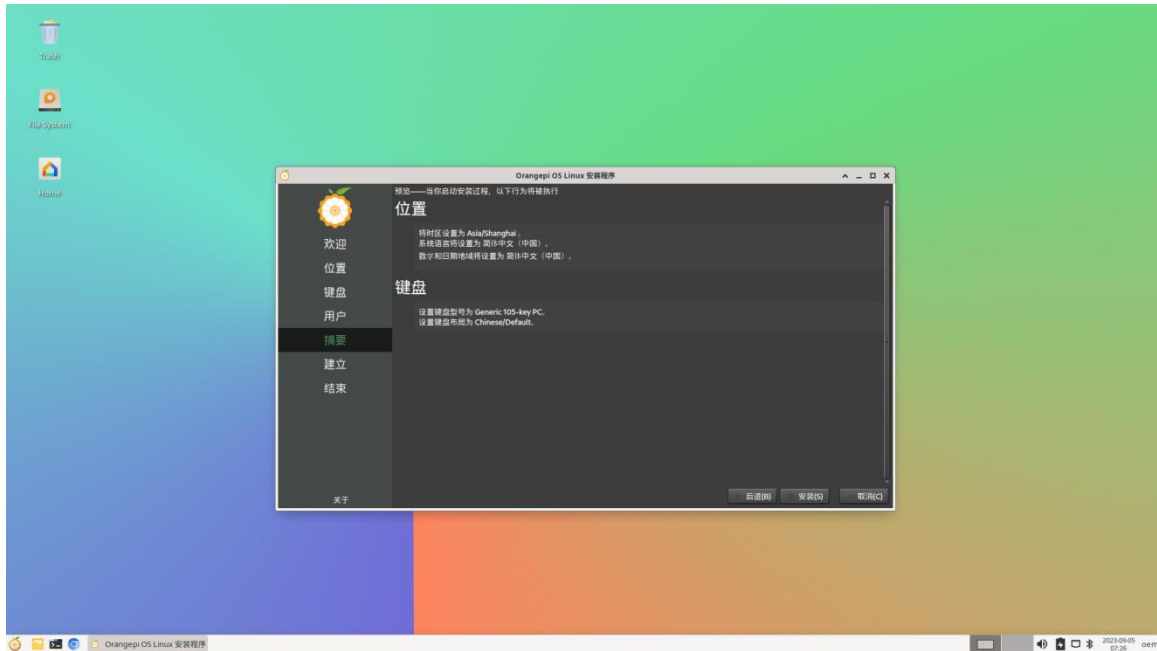 Trash
File System
Home
Orangepi OS Linux 安装程序
预览——当你启动安装过程，以下行为将被执行
位置
将时区设置为 Asia/Shanghai 。
系统语言将设置为 简体中文（中国）。
数字和日期地域将设置为 简体中文（中国）。
键盘
设置键盘型号为 Generic 105-key PC。
设置键盘布局为 Chinese/Default。
欢迎
位置
键盘
用户
摘要
建立
结束
关于
后退(B)
安装(S)
取消(C)
Orangepi OS Linux 安装程序
2023-09-05
07:26
oem